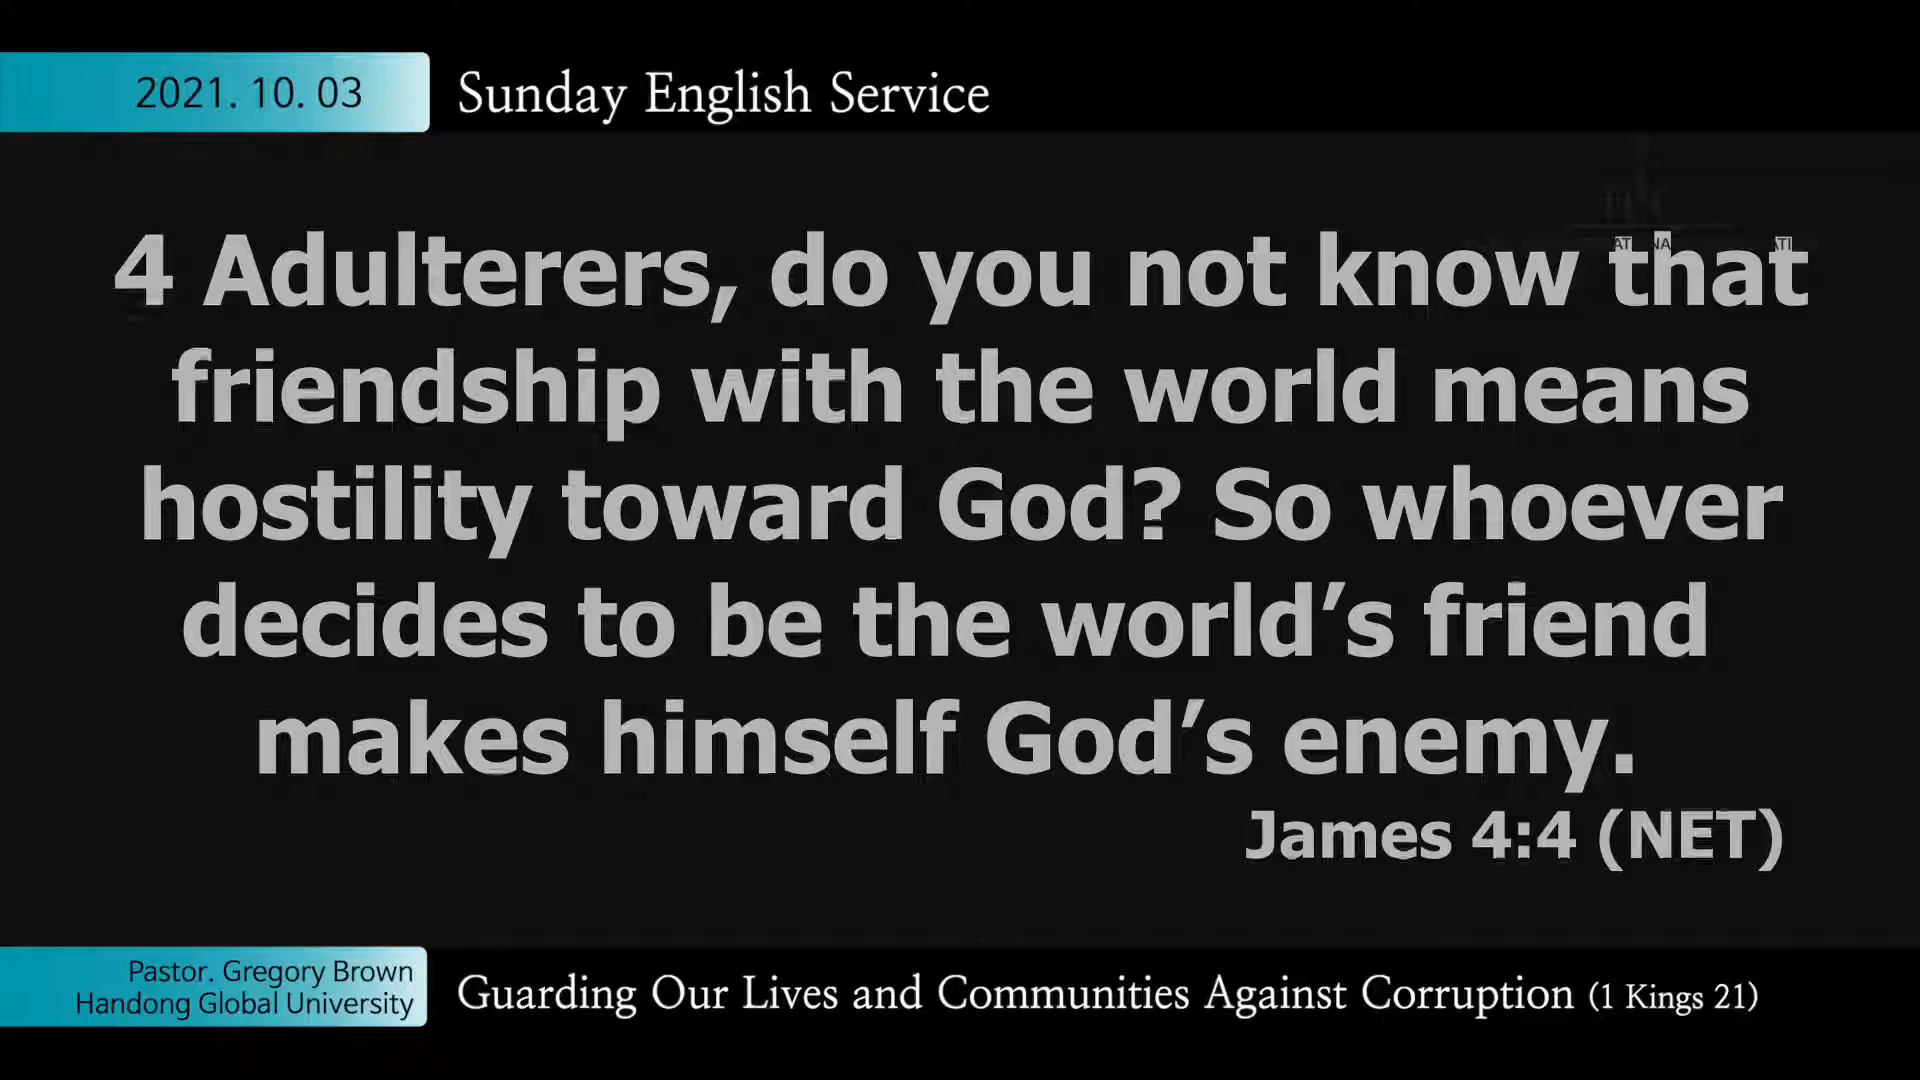 2021. 10. 03
Sunday English Service
4 Adulterers, do you not know that
friendship with the world means
hostility toward God? So whoever
decides to be the world’s friend
makes himself God’s enemy.
James 4:4 (NET)
Pastor. Gregory Brown
Handong Global University
Guarding Our Lives and Communities Against Corruption (1 Kings 21)